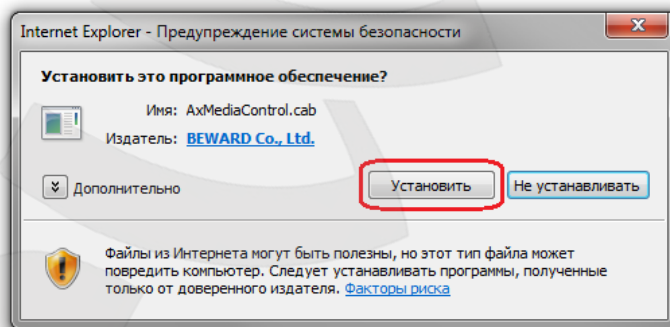 Internet Explorer - Предупреждение системы безопасности
Установить это программное обеспечение?
Имя: AxMediaControl.cab
Издатель: BEWARD Co., Ltd.
Дополнительно
Установить
Не устанавливать
Файлы из Интернета могут быть полезны, но этот тип файла может
повредить компьютер. Следует устанавливать программы, полученные
только от доверенного издателя. Факторы риска